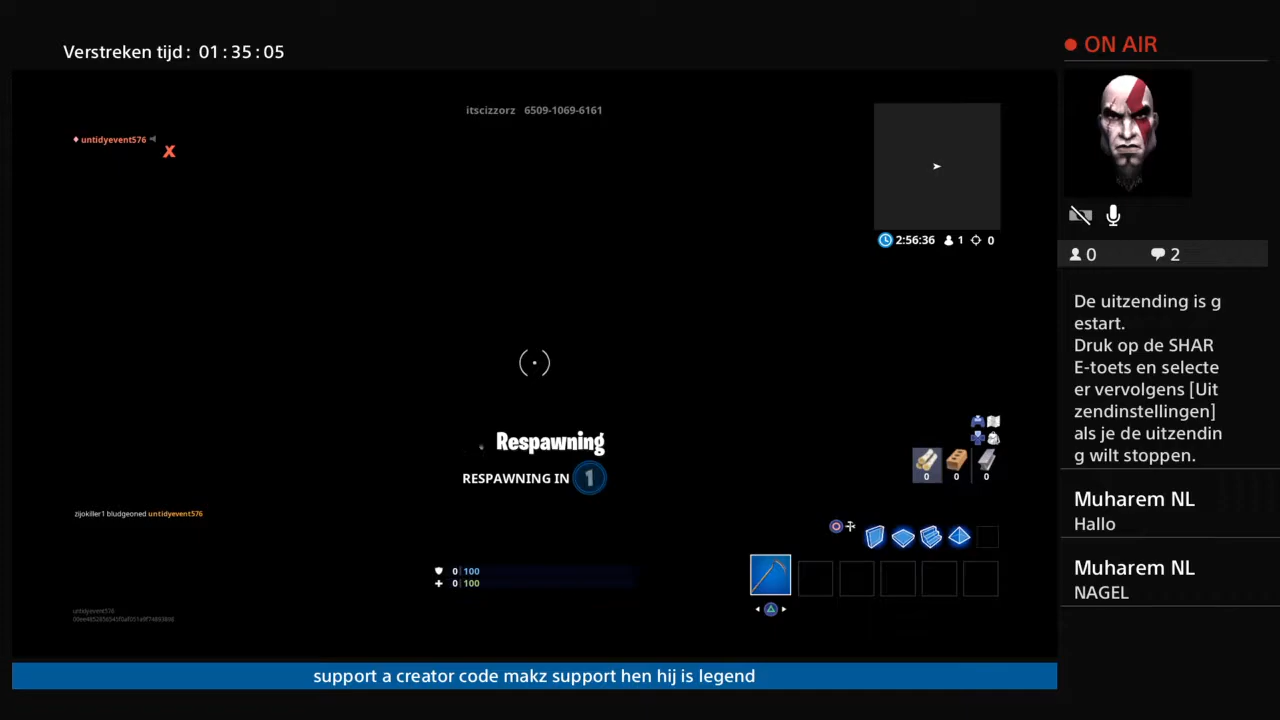 Verstreken tijd: 01:35:05
ON AIR
itscizzorz 6509-1069-6161
untidyevent576
X
2:56:36 1 0
0 2
De uitzending is g
estart.
Druk op de SHAR
E-toets en selecte
er vervolgens [Uit
zendinstellingen]
als je de uitzendin
g wilt stoppen.
Respawning
RESPAWNING IN 1
0 0 0
Muharem NL
Hallo
zijokiller1 bludgeoned untidyevent576
0 | 100
0 | 100
Muharem NL
NAGEL
untidyevent576
support a creator code makz support hen hij is legend